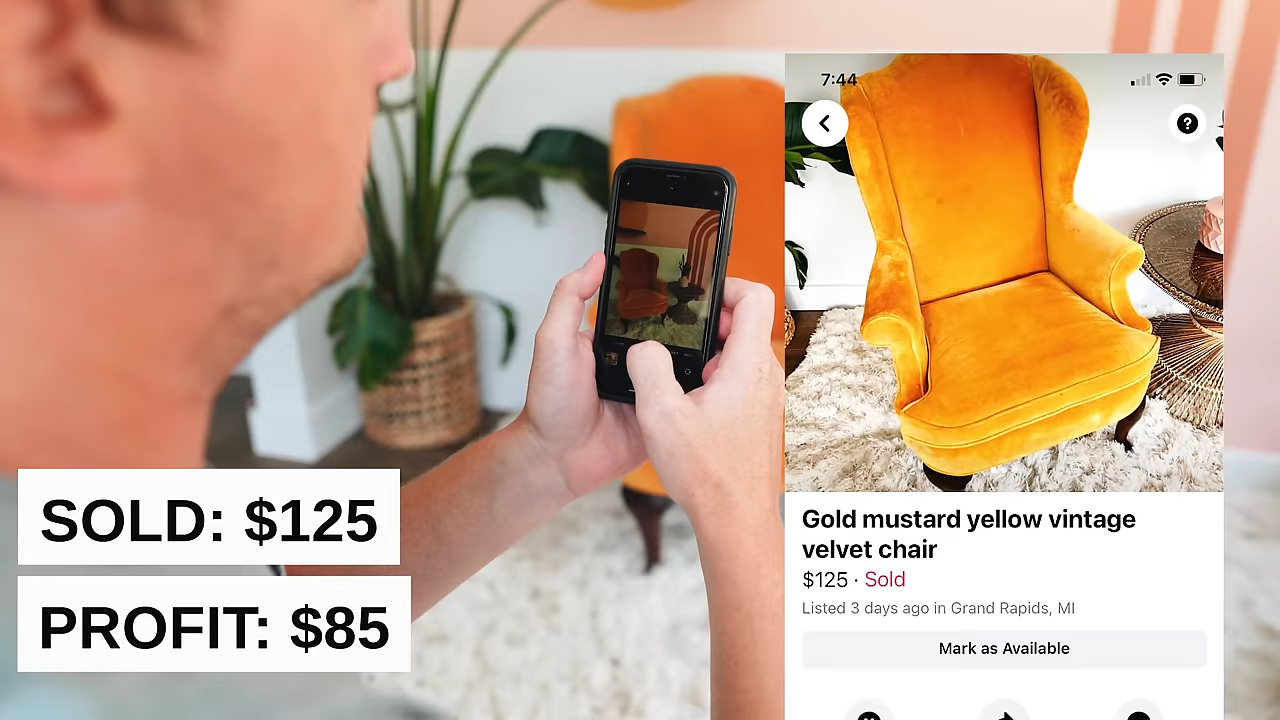 SOLD: $125
PROFIT: $85
7:44
Gold mustard yellow vintage
velvet chair
$125 · Sold
Listed 3 days ago in Grand Rapids, MI
Mark as Available